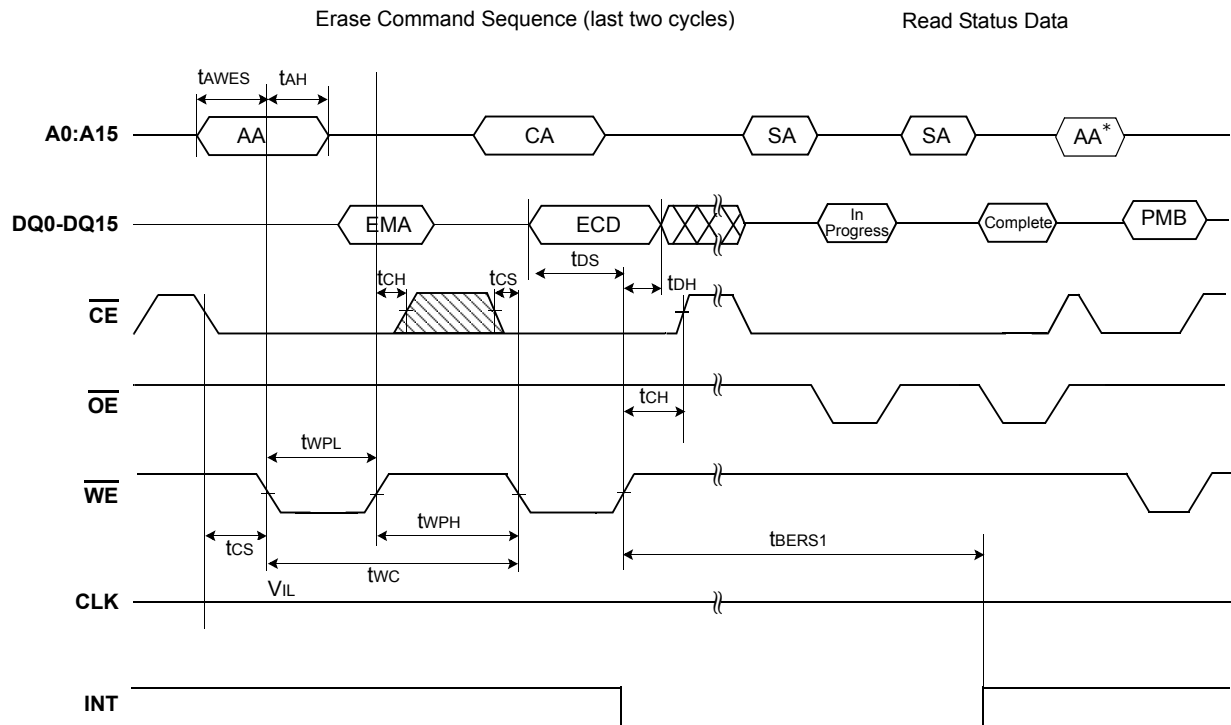 Erase Command Sequence (last two cycles) Read Status Data
tAWES tAH
A0:A15 AA CA SA SA AA*
DQ0-DQ15 EMA ECD In Progress Complete PMB
tDS
tCH tCS tDH
CE
OE
tCH
tWPL
WE
tWPH
tCS tBERS1
tWC
VIL
CLK
INT